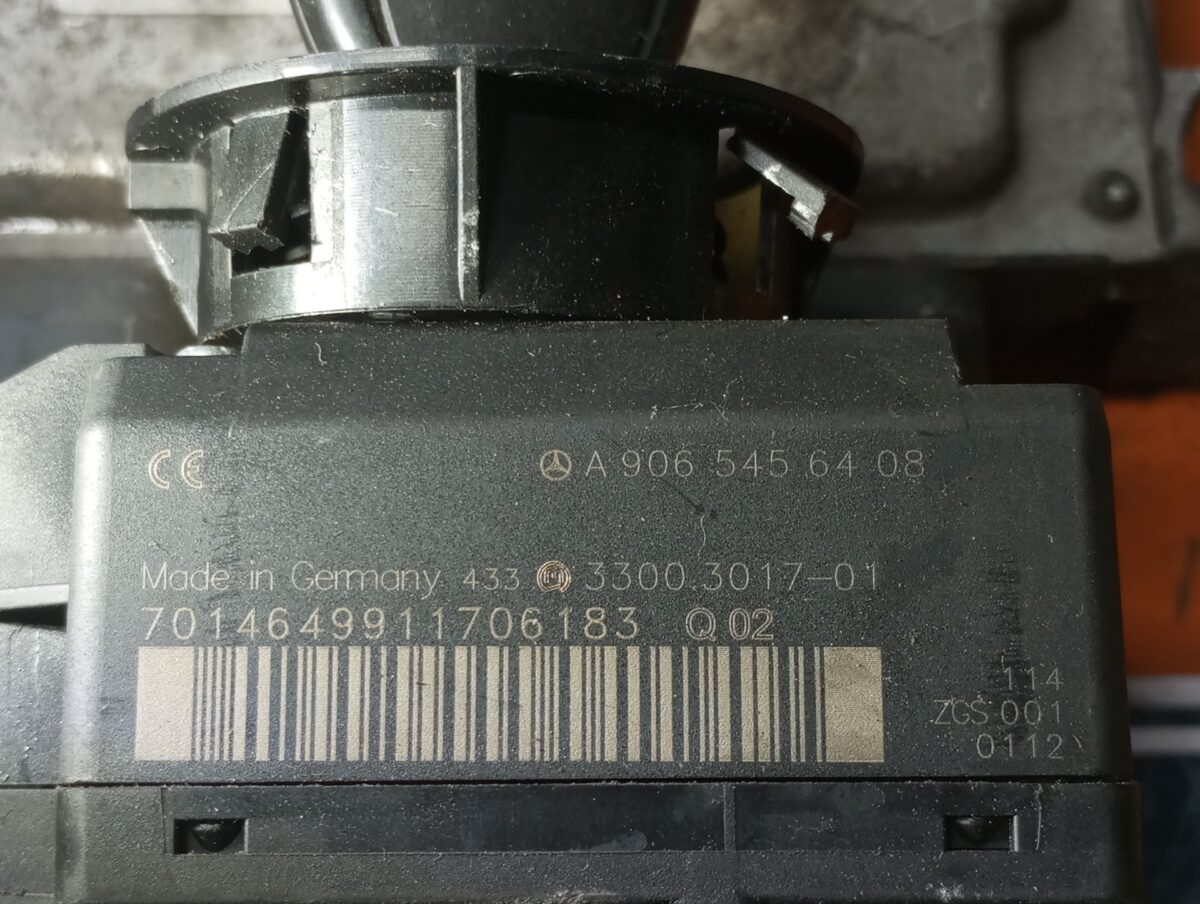 CE A 906 545 64 08
Made in Germany 433 3300.3017-01
7014649911706183 Q02
114
ZGS 001
0112